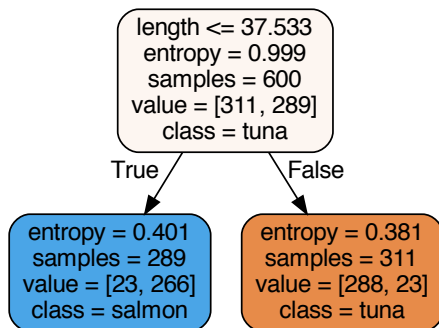 length <= 37.533
entropy = 0.999
samples = 600
value = [311, 289]
class = tuna
True
False
entropy = 0.401
samples = 289
value = [23, 266]
class = salmon
entropy = 0.381
samples = 311
value = [288, 23]
class = tuna